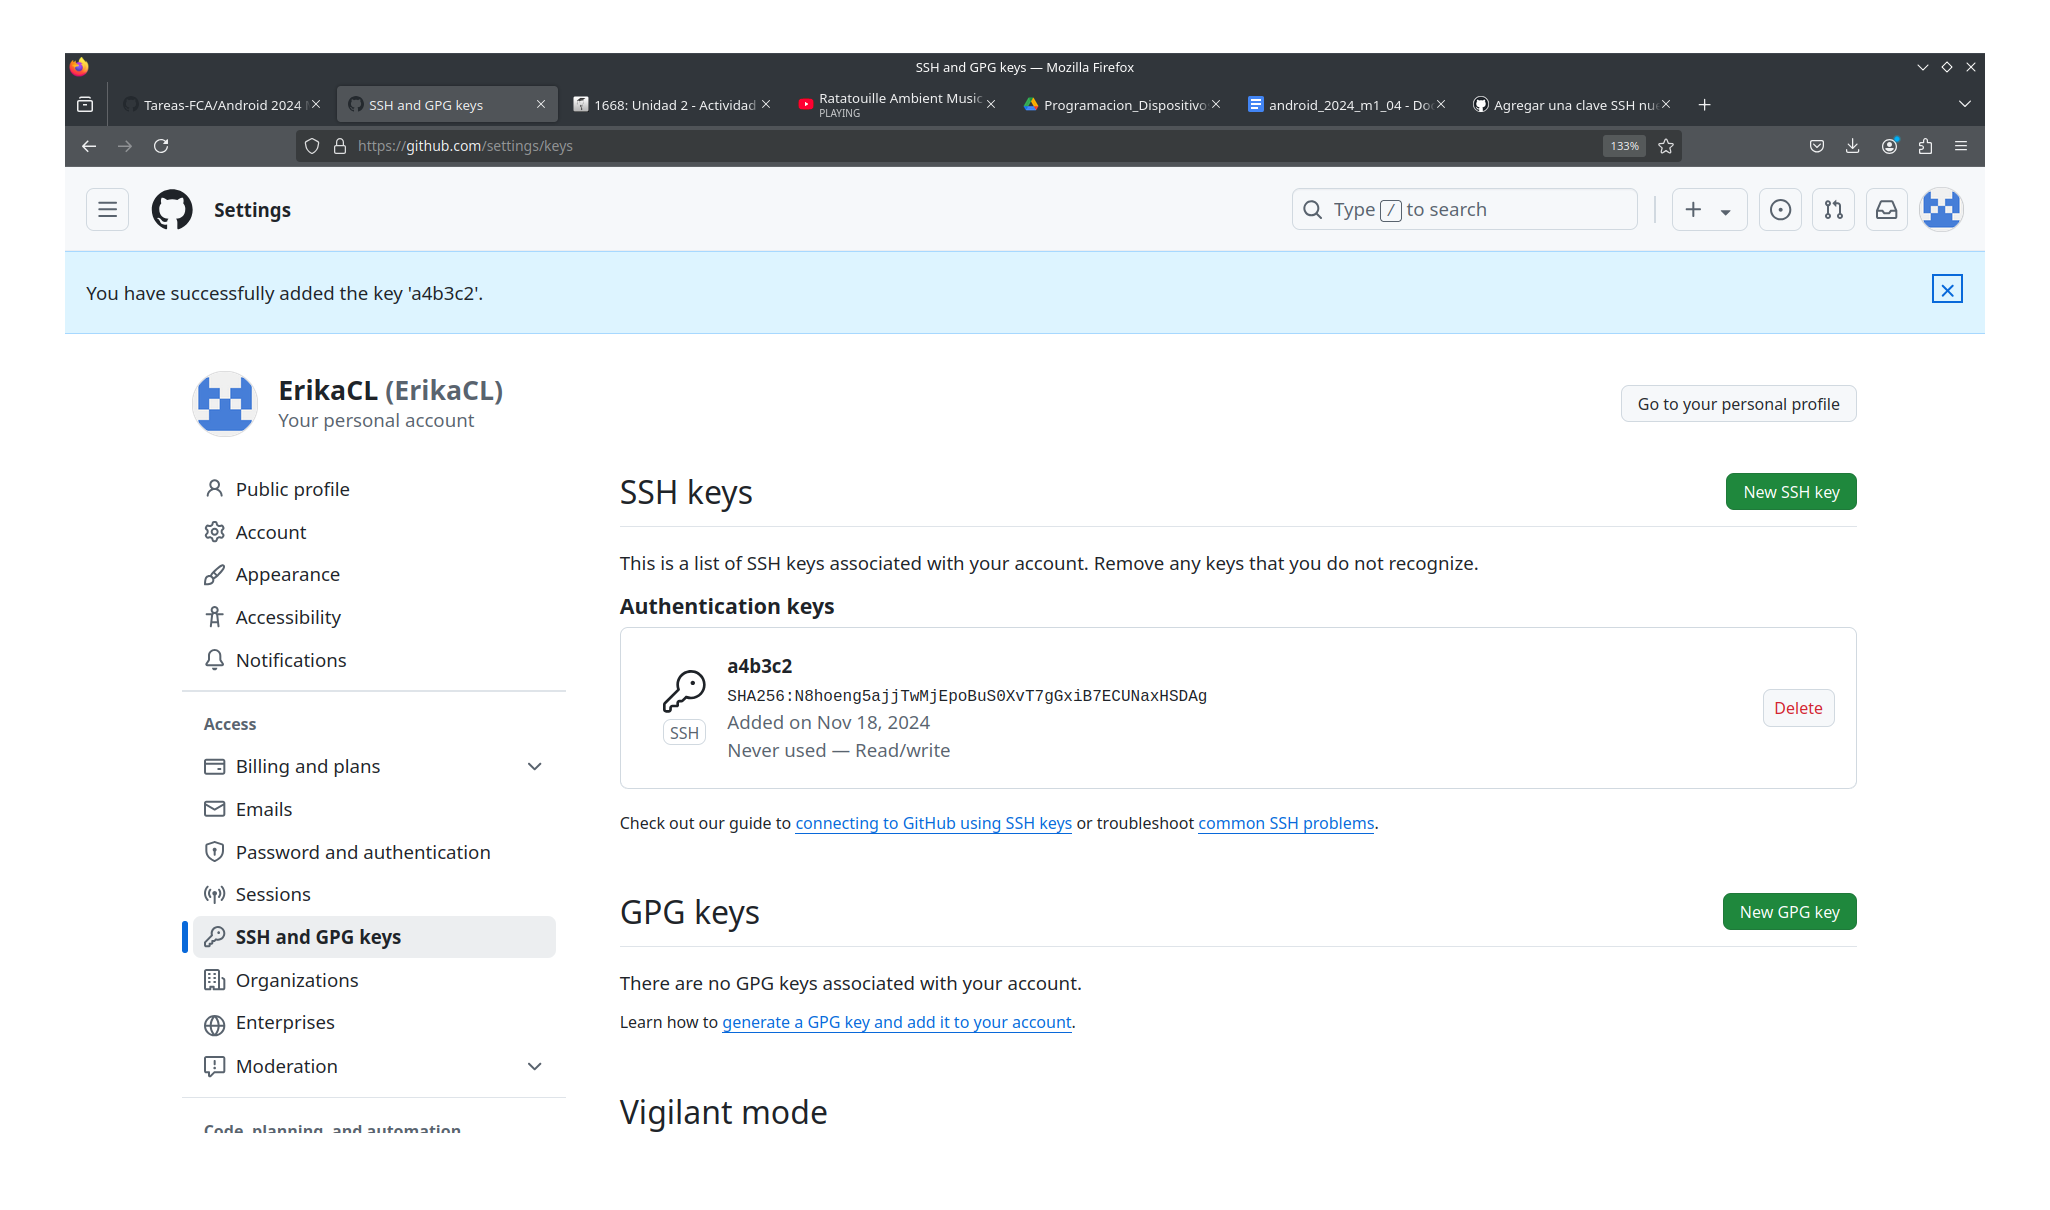 SSH and GPG keys — Mozilla Firefox
Tareas-FCA/Android 2024
SSH and GPG keys
1668: Unidad 2 - Actividad
Ratatouille Ambient Music
PLAYING
Programacion_Dispositivo
android_2024_m1_04 - Do
Agregar una clave SSH nu
https://github.com/settings/keys
133%
Settings
Type / to search
You have successfully added the key 'a4b3c2'.
ErikaCL (ErikaCL)
Your personal account
Go to your personal profile
Public profile
Account
Appearance
Accessibility
Notifications
Access
Billing and plans
Emails
Password and authentication
Sessions
SSH and GPG keys
Organizations
Enterprises
Moderation
Code, planning, and automation
SSH keys
New SSH key
This is a list of SSH keys associated with your account. Remove any keys that you do not recognize.
Authentication keys
a4b3c2
SHA256:N8hoeng5ajjTwMjEpoBuS0XvT7gGxiB7ECUNaxHSDAg
Added on Nov 18, 2024
Never used — Read/write
SSH
Delete
Check out our guide to connecting to GitHub using SSH keys or troubleshoot common SSH problems.
GPG keys
New GPG key
There are no GPG keys associated with your account.
Learn how to generate a GPG key and add it to your account.
Vigilant mode